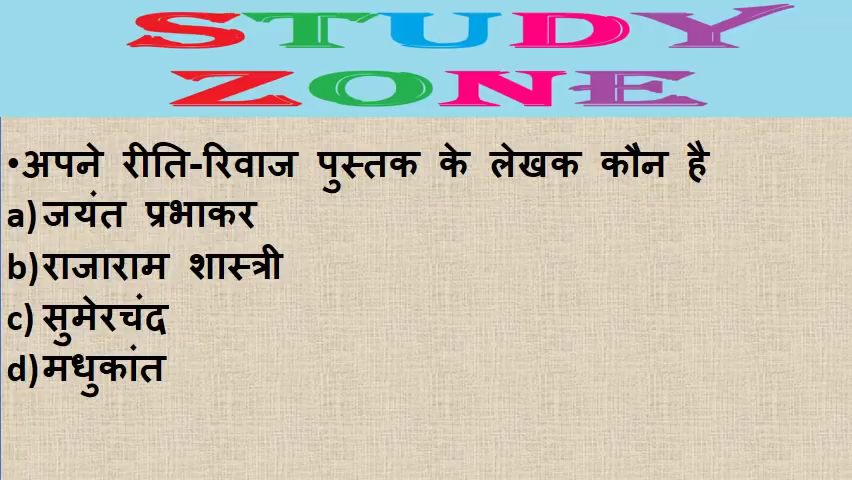 STUDY
ZONE
•अपने रीति-रिवाज पुस्तक के लेखक कौन है
a)जयंत प्रभाकर
b)राजाराम शास्त्री
c) सुमेरचंद
d)मधुकांत